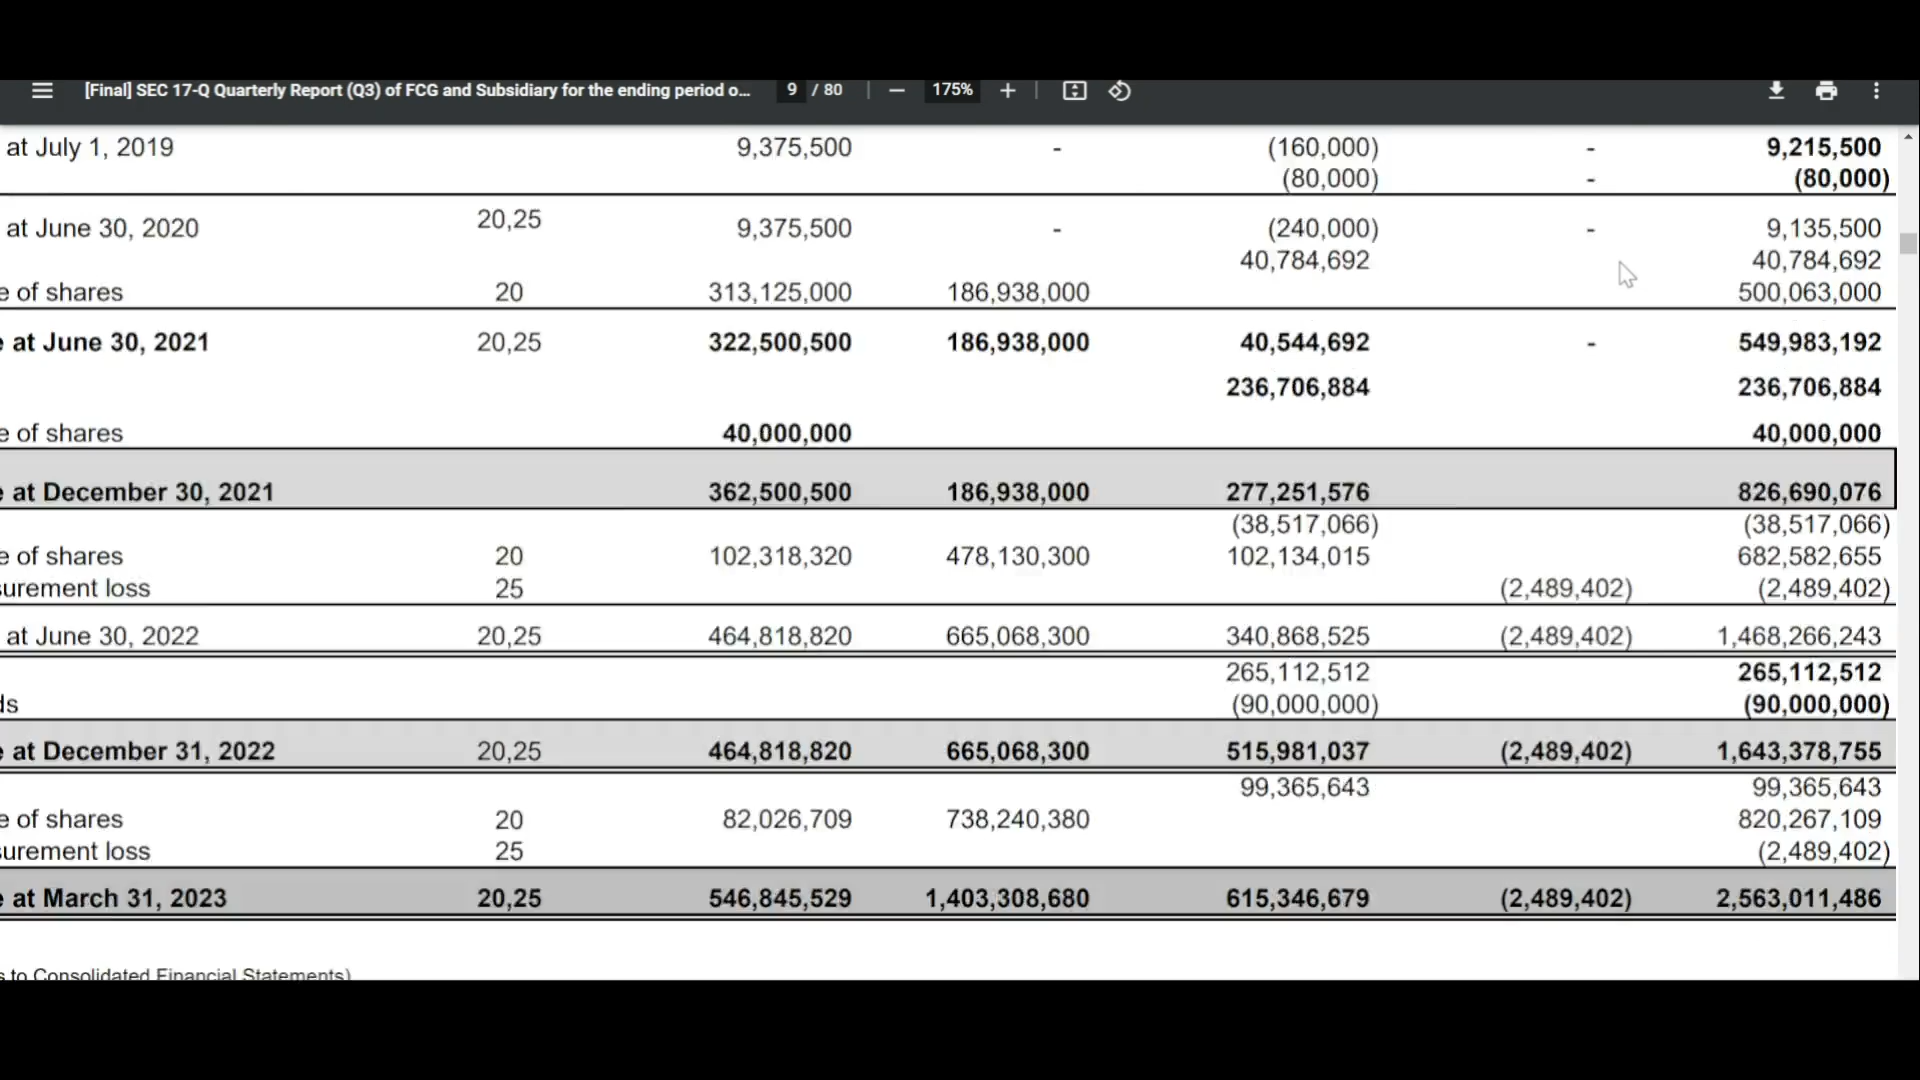 [Final] SEC 17-Q Quarterly Report (Q3) of FCG and Subsidiary for the ending period o... 9 / 80 — 175% +
at July 1, 2019 9,375,500 - (160,000) - 9,215,500
(80,000) - (80,000)
at June 30, 2020 20,25 9,375,500 - (240,000) - 9,135,500
40,784,692 40,784,692
e of shares 20 313,125,000 186,938,000 500,063,000
e at June 30, 2021 20,25 322,500,500 186,938,000 40,544,692 - 549,983,192
236,706,884 236,706,884
e of shares 40,000,000 40,000,000
e at December 30, 2021 362,500,500 186,938,000 277,251,576 826,690,076
(38,517,066) (38,517,066)
e of shares 20 102,318,320 478,130,300 102,134,015 682,582,655
surement loss 25 (2,489,402) (2,489,402)
at June 30, 2022 20,25 464,818,820 665,068,300 340,868,525 (2,489,402) 1,468,266,243
265,112,512 265,112,512
ds (90,000,000) (90,000,000)
e at December 31, 2022 20,25 464,818,820 665,068,300 515,981,037 (2,489,402) 1,643,378,755
99,365,643 99,365,643
e of shares 20 82,026,709 738,240,380 820,267,109
surement loss 25 (2,489,402)
e at March 31, 2023 20,25 546,845,529 1,403,308,680 615,346,679 (2,489,402) 2,563,011,486
s to Consolidated Financial Statements)